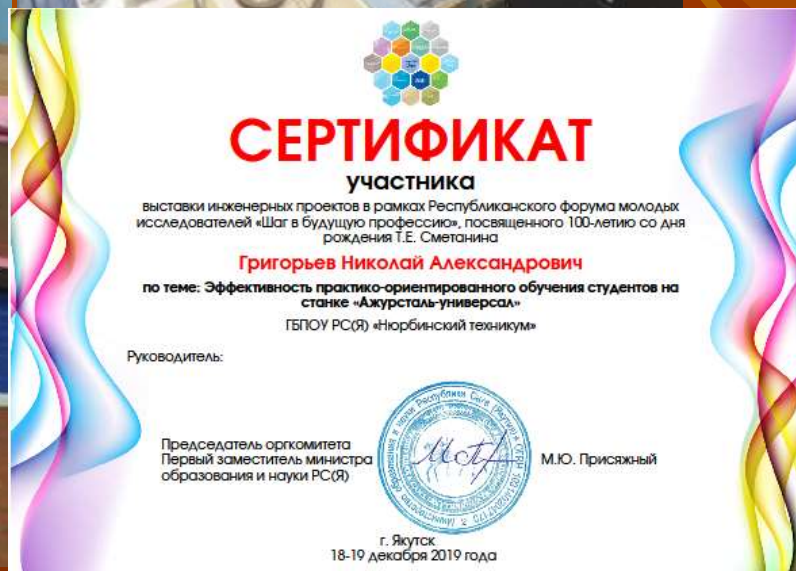 СЕРТИФИКАТ
участника
выставки инженерных проектов в рамках Республиканского форума молодых
исследователей «Шаг в будущую профессию», посвященного 100-летию со дня
рождения Т.Е. Сметанина
Григорьев Николай Александрович
по теме: Эффективность практико-ориентированного обучения студентов на
станке «Ажурсталь-универсал»
ГБПОУ РС(Я) «Нюрбинский техникум»
Руководитель:
Председатель оргкомитета
Первый заместитель министра
образования и науки РС(Я)
М.Ю. Присяжный
г. Якутск
18-19 декабря 2019 года